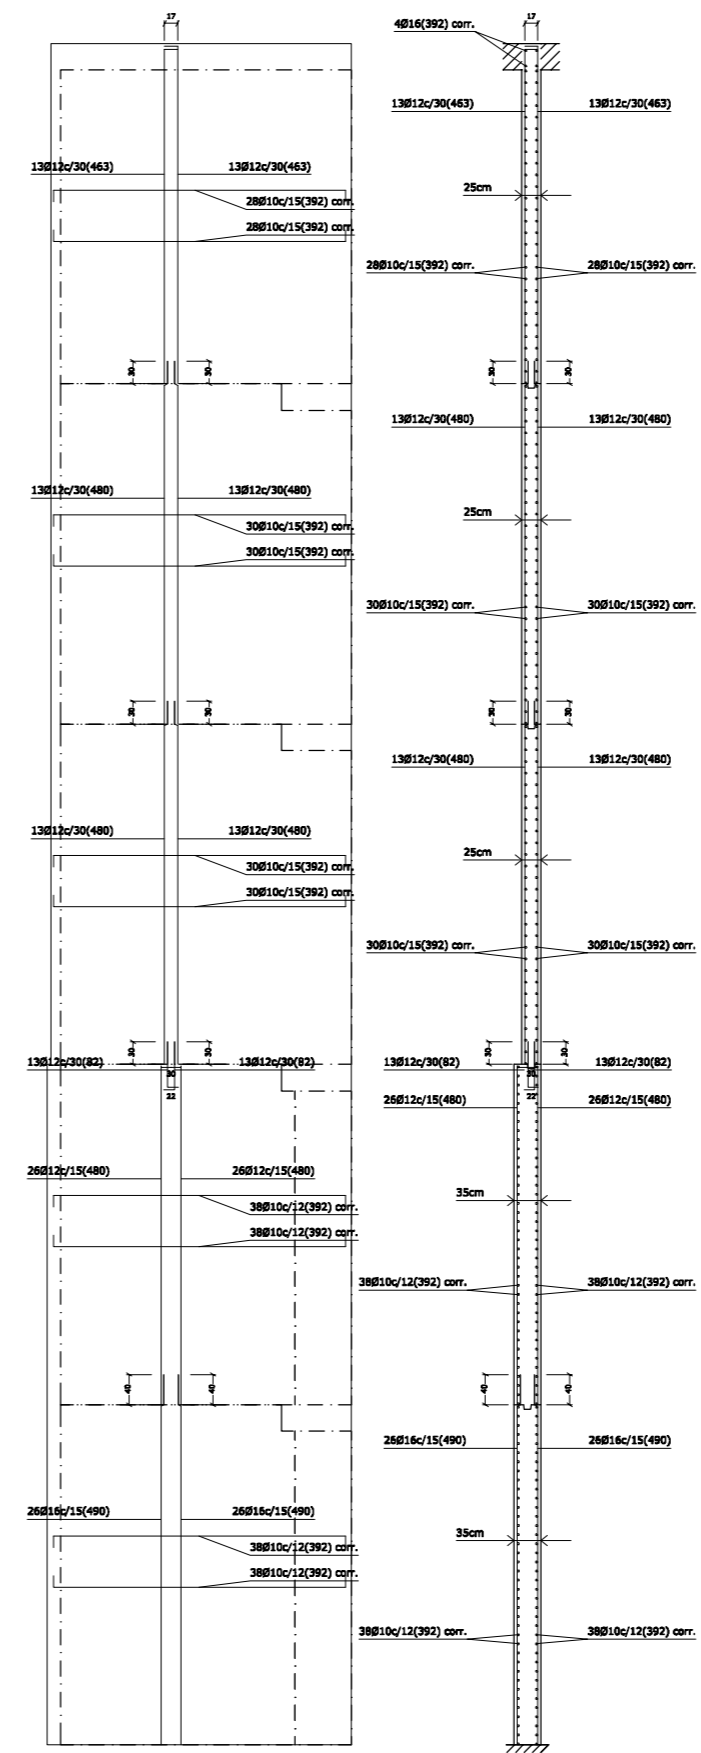 17 17
4Ø16(392) corr.
13Ø12c/30(463) 13Ø12c/30(463)
13Ø12c/30(463) 13Ø12c/30(463)
25cm
28Ø10c/15(392) corr.
28Ø10c/15(392) corr.
28Ø10c/15(392) corr. 28Ø10c/15(392) corr.
30 30 30 30
13Ø12c/30(480) 13Ø12c/30(480)
13Ø12c/30(480) 13Ø12c/30(480)
25cm
30Ø10c/15(392) corr.
30Ø10c/15(392) corr.
30Ø10c/15(392) corr. 30Ø10c/15(392) corr.
30 30 30 30
13Ø12c/30(480) 13Ø12c/30(480)
13Ø12c/30(480) 13Ø12c/30(480)
25cm
30Ø10c/15(392) corr.
30Ø10c/15(392) corr.
30Ø10c/15(392) corr. 30Ø10c/15(392) corr.
30 30 30 30
13Ø12c/30(82) 13Ø12c/30(82) 13Ø12c/30(82) 13Ø12c/30(82)
30 30
22 22
26Ø12c/15(480) 26Ø12c/15(480)
26Ø12c/15(480) 26Ø12c/15(480)
35cm
38Ø10c/12(392) corr.
38Ø10c/12(392) corr.
38Ø10c/12(392) corr. 38Ø10c/12(392) corr.
40 40 40 40
26Ø16c/15(490) 26Ø16c/15(490)
26Ø16c/15(490) 26Ø16c/15(490)
35cm
38Ø10c/12(392) corr.
38Ø10c/12(392) corr.
38Ø10c/12(392) corr. 38Ø10c/12(392) corr.